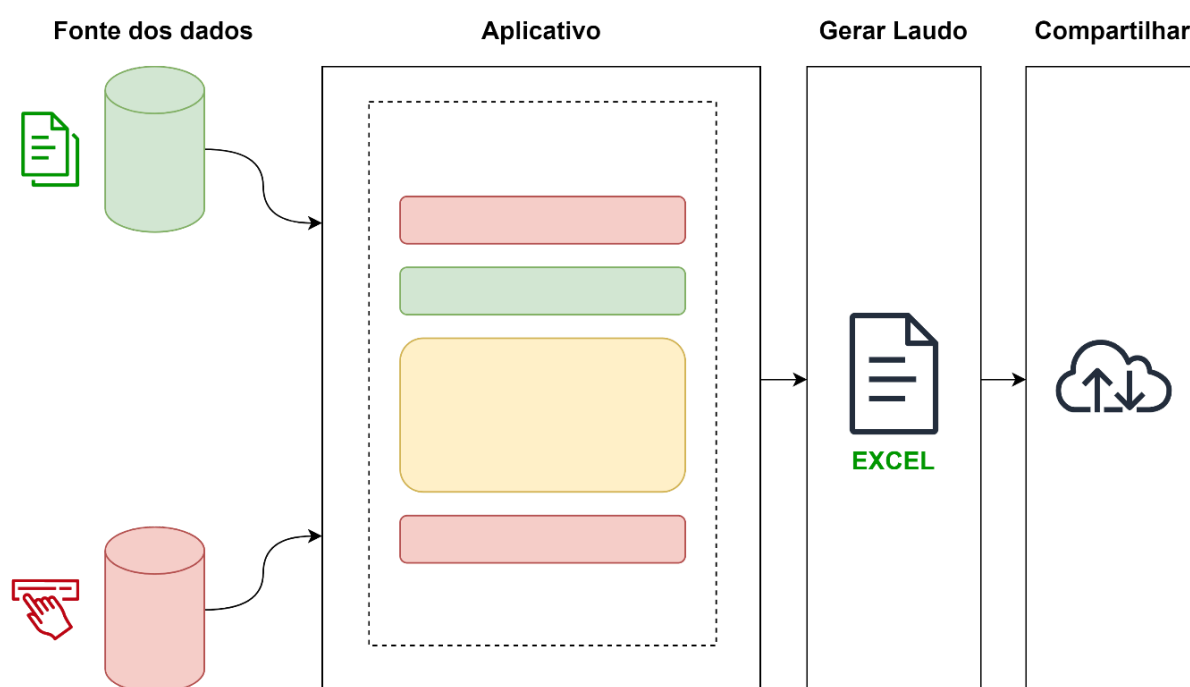 Fonte dos dados
Aplicativo
Gerar Laudo
Compartilhar
EXCEL